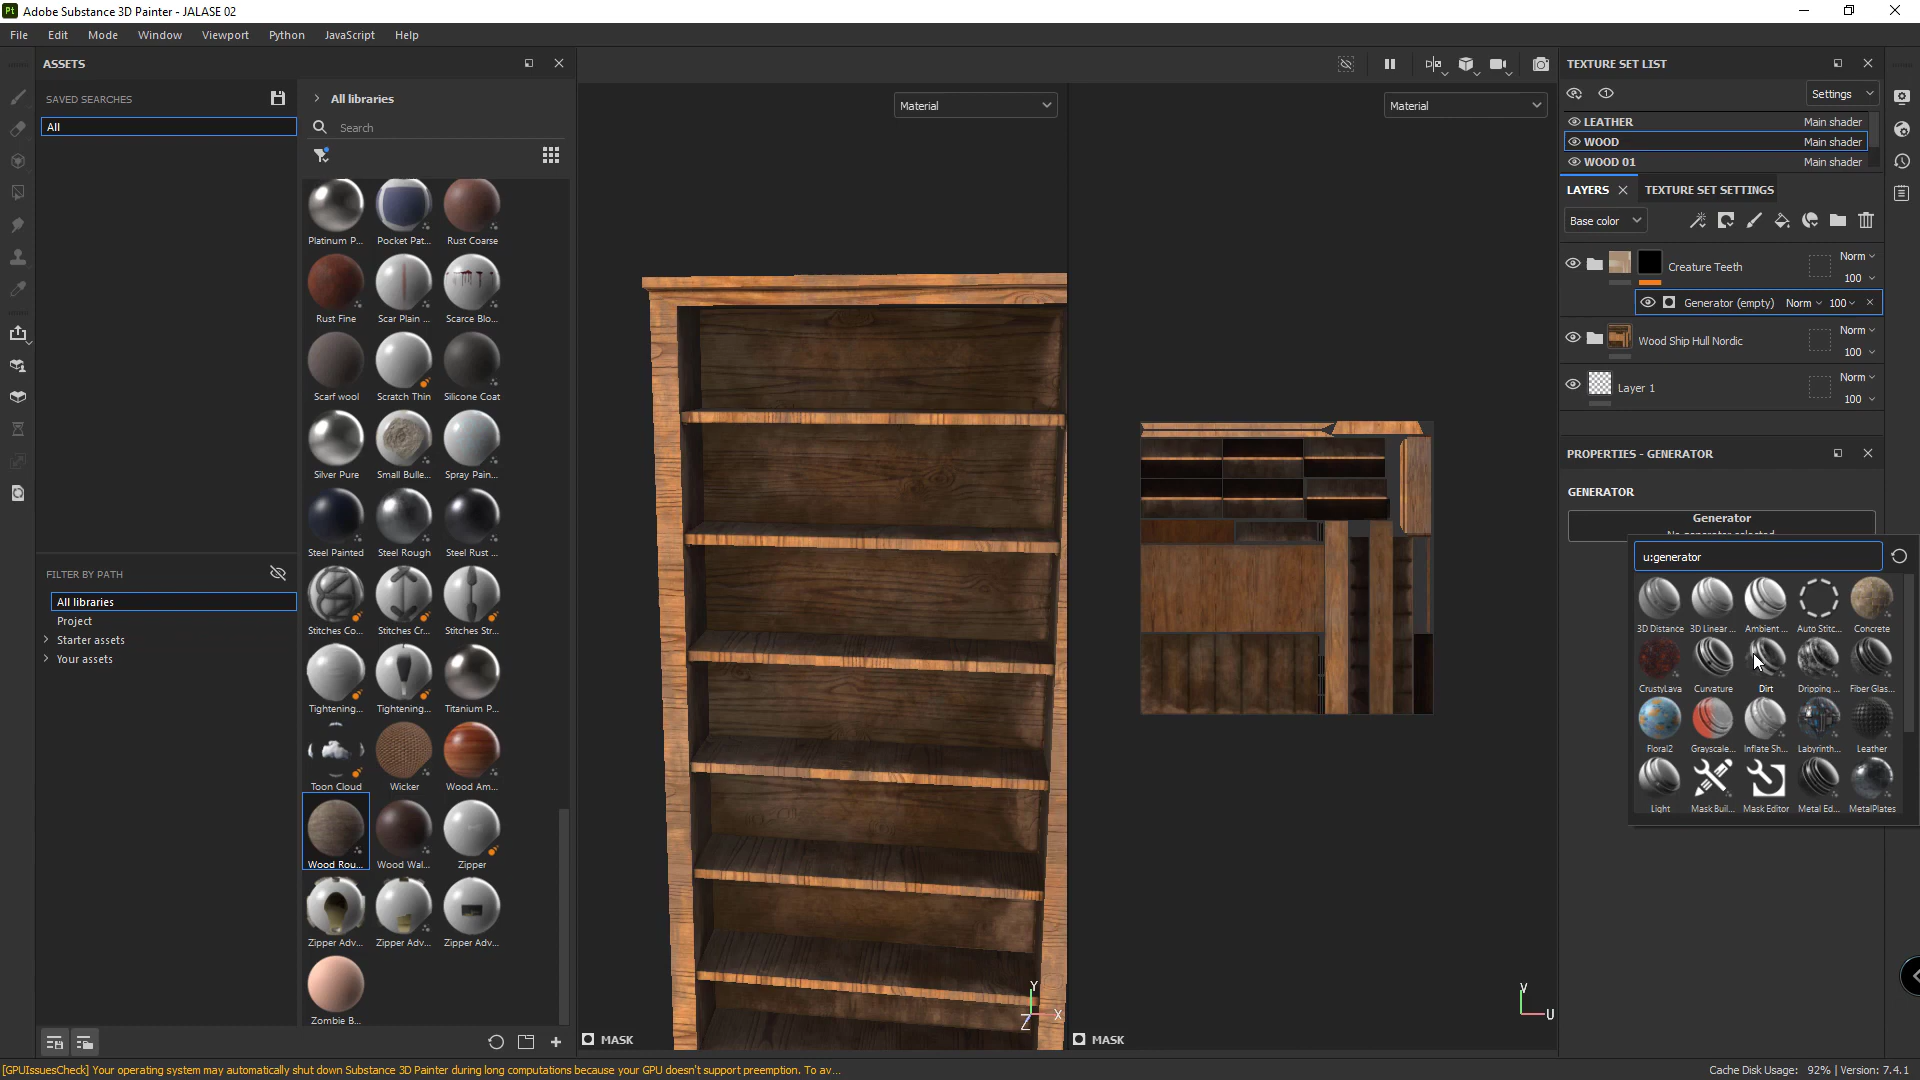 Adobe Substance 3D Painter - JALASE 02
File Edit Mode Window Viewport Python JavaScript Help
ASSETS
SAVED SEARCHES
All
FILTER BY PATH
All libraries
Project
Starter assets
Your assets
All libraries
Search
Platinum P... Pocket Pat... Rust Coarse
Rust Fine Scar Plain ... Scarce Blo...
Scarf wool Scratch Thin Silicone Coat
Silver Pure Small Bulle... Spray Pain...
Steel Painted Steel Rough Steel Rust ...
Stitches Co... Stitches Cr... Stitches Str...
Tightening... Tightening... Titanium P...
Toon Cloud Wicker Wood Am...
Wood Rou... Wood Wal... Zipper
Zipper Adv... Zipper Adv... Zipper Adv...
Zombie B...
Material
Y
X
Z
MASK
Material
V
U
MASK
TEXTURE SET LIST
Settings
LEATHER Main shader
WOOD Main shader
WOOD 01 Main shader
LAYERS TEXTURE SET SETTINGS
Base color
Creature Teeth Norm
100
Generator (empty) Norm 100
Wood Ship Hull Nordic Norm
100
Layer 1 Norm
100
PROPERTIES - GENERATOR
GENERATOR
Generator
No generator selected
u:generator
3D Distance 3D Linear ... Ambient ... Auto Stitc... Concrete
CrustyLava Curvature Dirt Dripping ... Fiber Glas...
Floral2 Grayscale... Inflate Sh... Labyrinth... Leather
Light Mask Buil... Mask Editor Metal Ed... MetalPlates
[GPUIssuesCheck] Your operating system may automatically shut down Substance 3D Painter during long computations because your GPU doesn't support preemption. To av...
Cache Disk Usage: 92% | Version: 7.4.1